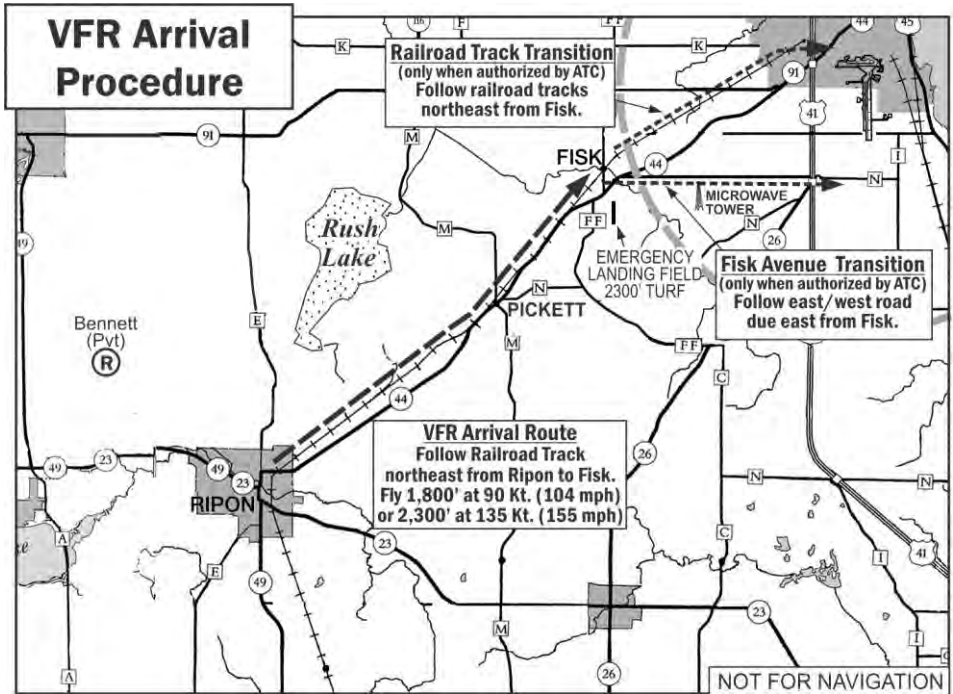 VFR Arrival
Procedure
Railroad Track Transition
(only when authorized by ATC)
Follow railroad tracks
northeast from Fisk.
FISK
MICROWAVE
TOWER
EMERGENCY
LANDING FIELD
2300' TURF
Fisk Avenue Transition
(only when authorized by ATC)
Follow east/west road
due east from Fisk.
Rush
Lake
Bennett
(Pvt)
R
PICKETT
VFR Arrival Route
Follow Railroad Track
northeast from Ripon to Fisk.
Fly 1,800' at 90 Kt. (104 mph)
or 2,300' at 135 Kt. (155 mph)
RIPON
NOT FOR NAVIGATION
K
F
FF
K
44
45
91
41
91
M
44
I
N
FF
N
26
49
M
E
N
FF
M
C
44
26
49
23
49
23
N
N
A
E
23
49
C
41
I
23
M
26
I
A